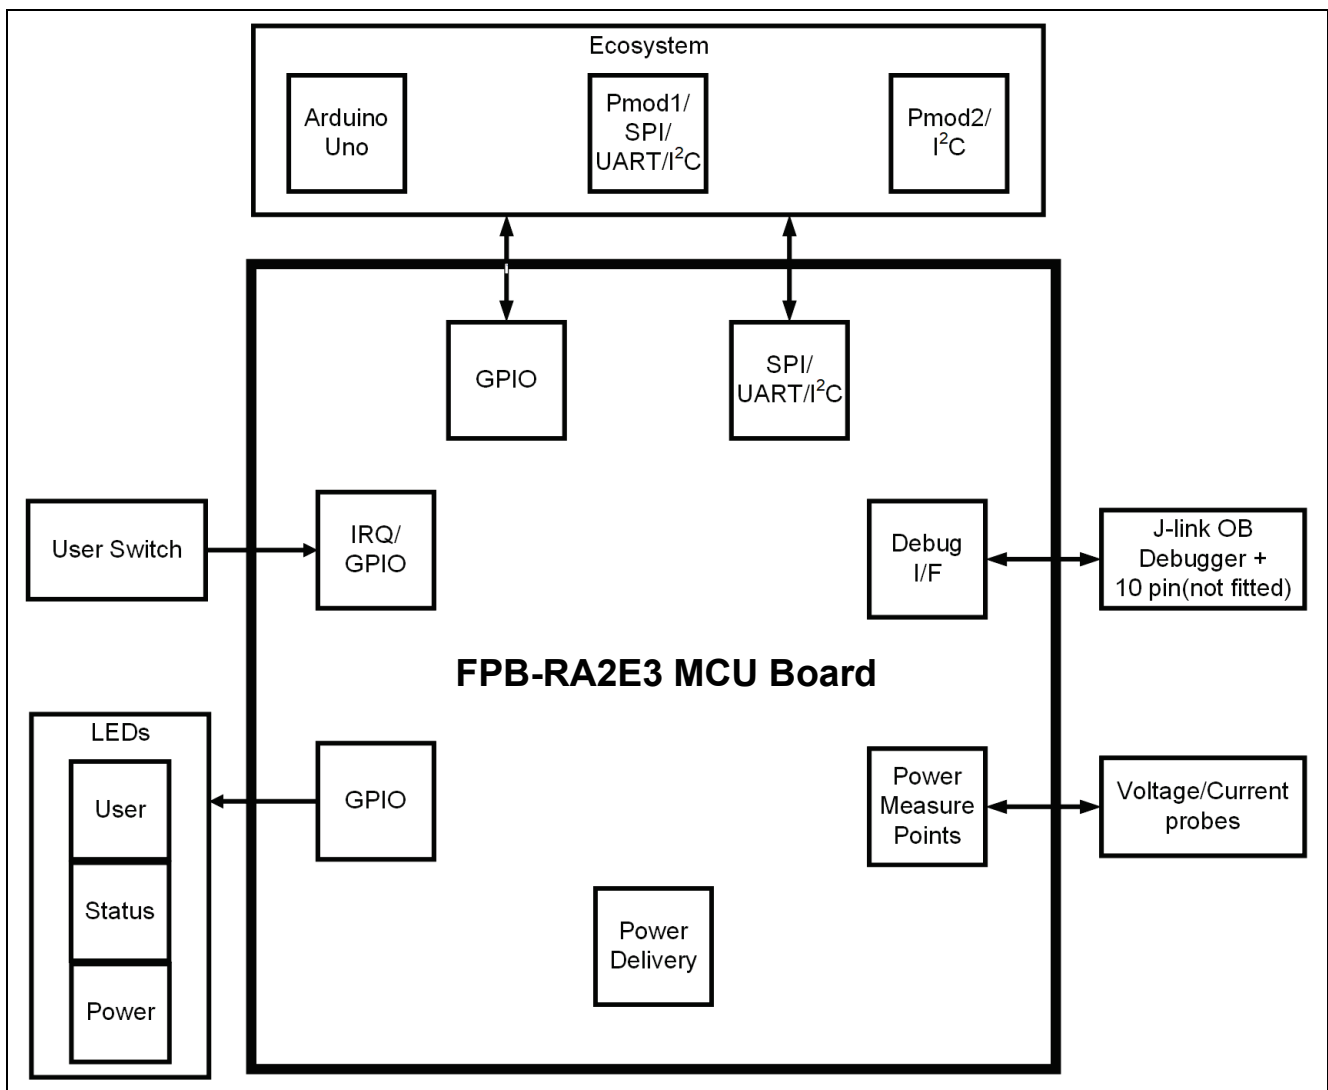 Ecosystem
Arduino
Uno
Pmod1/
SPI/
UART/I²C
Pmod2/
I²C
GPIO
SPI/
UART/I²C
User Switch
IRQ/
GPIO
Debug
I/F
J-link OB
Debugger +
10 pin(not fitted)
FPB-RA2E3 MCU Board
LEDs
User
Status
Power
GPIO
Power
Measure
Points
Voltage/Current
probes
Power
Delivery